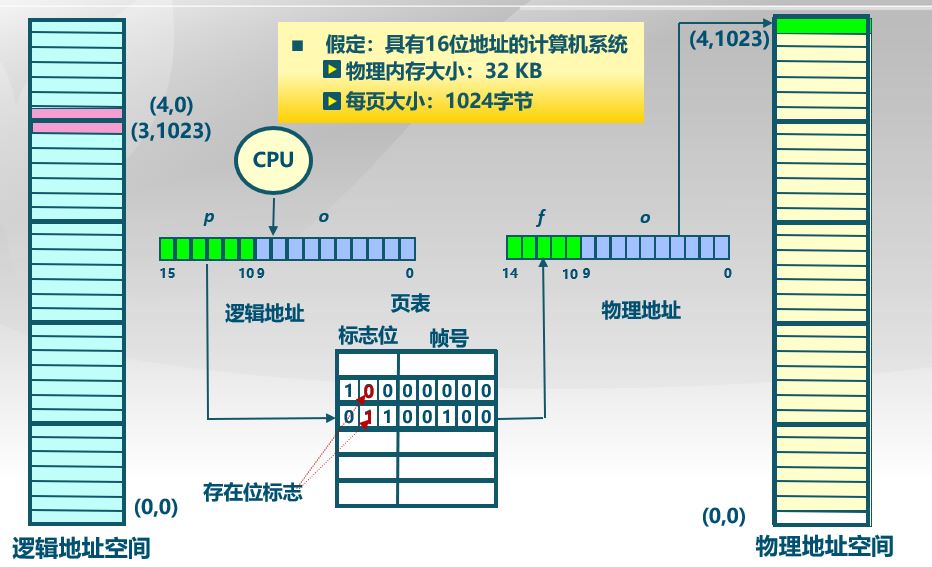 ■ 假定：具有16位地址的计算机系统
物理内存大小：32 KB
每页大小：1024字节
(4,1023)
(4,0)
(3,1023)
CPU
p o
15 10 9 0
逻辑地址
f o
14 10 9 0
物理地址
页表
标志位 帧号
1 0 0 0 0 0 0 0
0 1 1 0 0 1 0 0
存在位标志
(0,0)
逻辑地址空间
(0,0)
物理地址空间